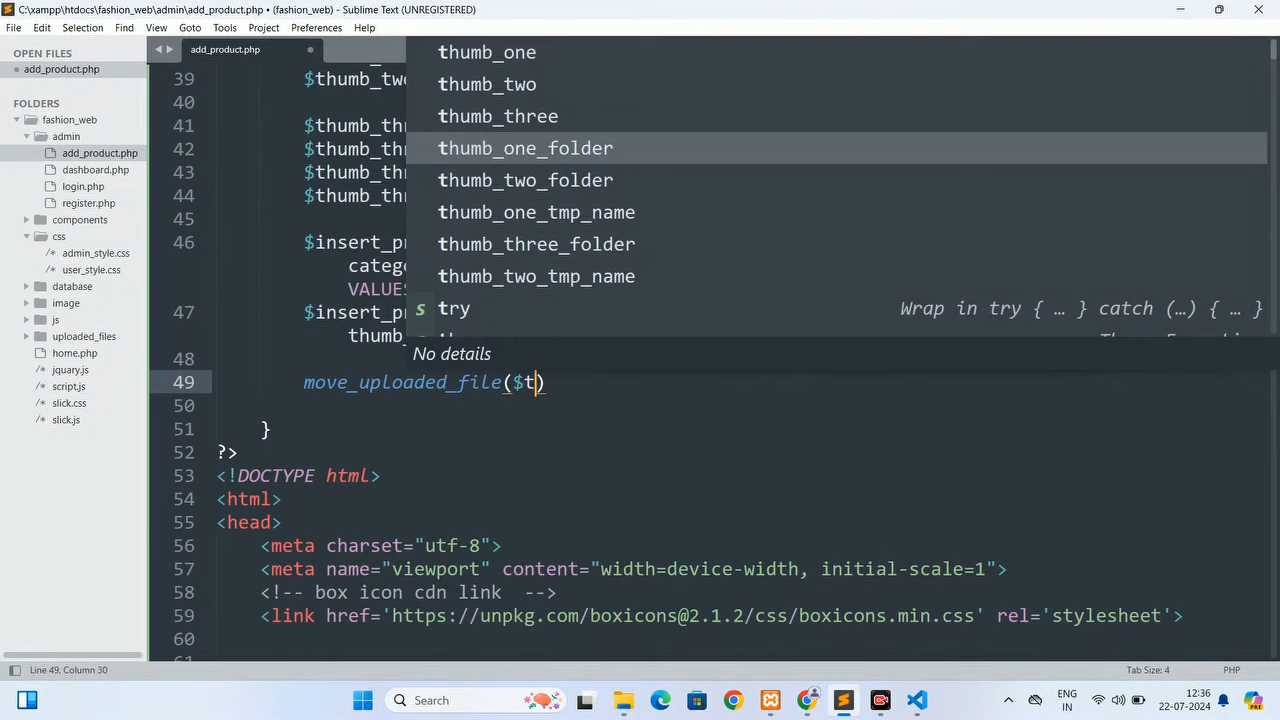 C:\xampp\htdocs\fashion_web\admin\add_product.php • (fashion_web) - Sublime Text (UNREGISTERED)
File Edit Selection Find View Goto Tools Project Preferences Help
OPEN FILES
add_product.php
FOLDERS
fashion_web
admin
add_product.php
dashboard.php
login.php
register.php
components
css
/* admin_style.css
/* user_style.css
database
image
js
uploaded_files
home.php
/* jquary.js
/* script.js
/* slick.css
/* slick.js
add_product.php
thumb_one
thumb_two
thumb_three
thumb_one_folder
thumb_two_folder
thumb_one_tmp_name
thumb_three_folder
thumb_two_tmp_name
s try Wrap in try { … } catch (…) { … }
No details
39 $thumb_two
40
41 $thumb_thr
42 $thumb_thr
43 $thumb_thr
44 $thumb_thr
45
46 $insert_pr
catego
VALUES
47 $insert_pr
thumb_
48
49 move_uploaded_file($t)
50
51 }
52 ?>
53 <!DOCTYPE html>
54 <html>
55 <head>
56 <meta charset="utf-8">
57 <meta name="viewport" content="width=device-width, initial-scale=1">
58 <!-- box icon cdn link  -->
59 <link href='https://unpkg.com/boxicons@2.1.2/css/boxicons.min.css' rel='stylesheet'>
60
61
Line 49, Column 30 Tab Size: 4 PHP
Search
ENG
IN
12:36
22-07-2024